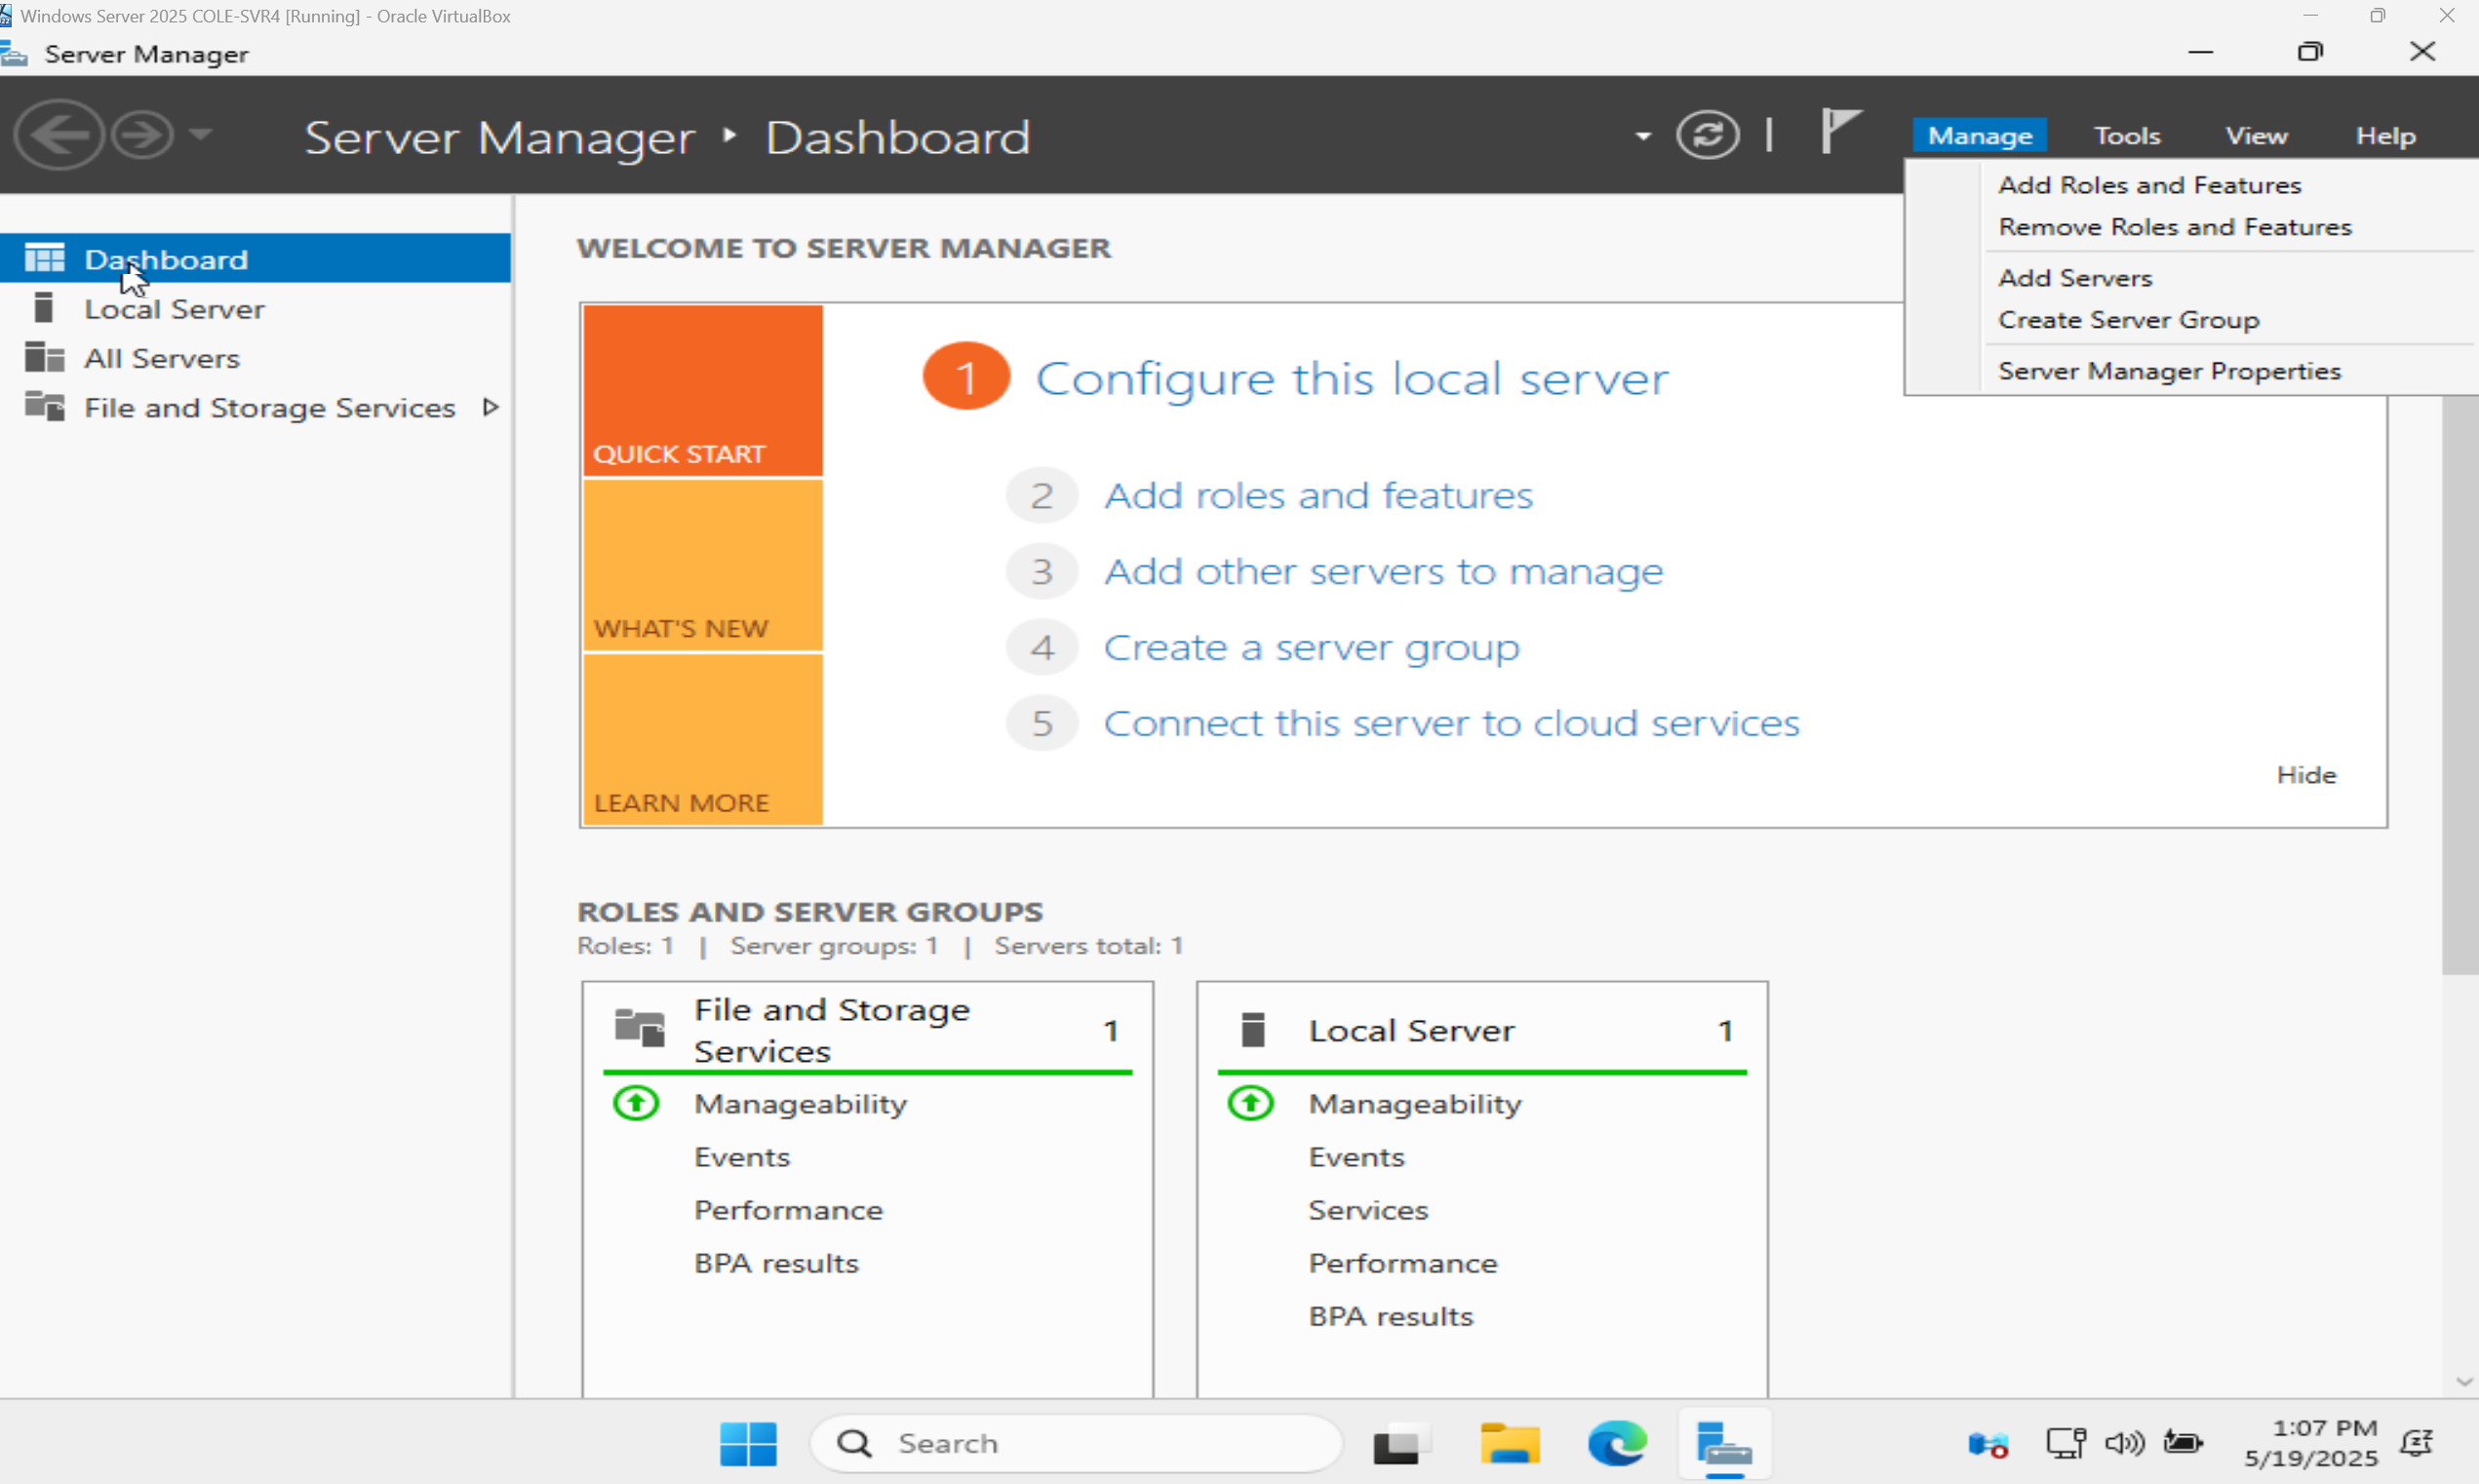 Windows Server 2025 COLE-SVR4 [Running] - Oracle VirtualBox
Server Manager
Server Manager ‣ Dashboard
Manage Tools View Help
Add Roles and Features
Remove Roles and Features
Add Servers
Create Server Group
Server Manager Properties
Dashboard
Local Server
All Servers
File and Storage Services
WELCOME TO SERVER MANAGER
QUICK START
WHAT'S NEW
LEARN MORE
1 Configure this local server
2 Add roles and features
3 Add other servers to manage
4 Create a server group
5 Connect this server to cloud services
Hide
ROLES AND SERVER GROUPS
Roles: 1 | Server groups: 1 | Servers total: 1
File and Storage
Services 1
Manageability
Events
Performance
BPA results
Local Server 1
Manageability
Events
Services
Performance
BPA results
Search
1:07 PM
5/19/2025